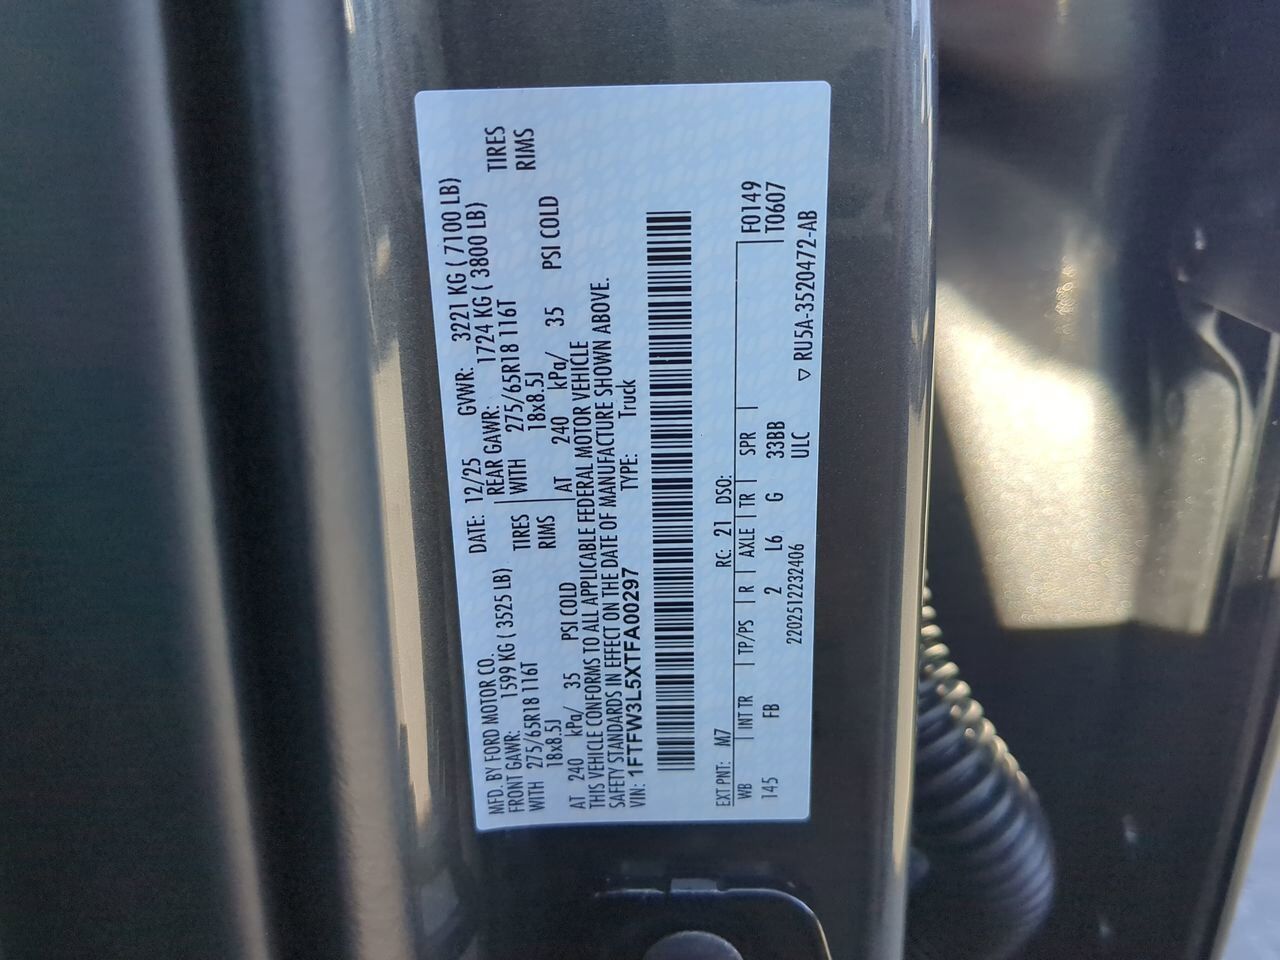 MFD. BY FORD MOTOR CO. DATE: 12/25 GVWR: 3221 KG ( 7100 LB)
FRONT GAWR: 1599 KG ( 3525 LB) REAR GAWR: 1724 KG ( 3800 LB)
WITH 275/65R18 116T TIRES WITH 275/65R18 116T TIRES
18x8.5J RIMS 18x8.5J RIMS
AT 240 kPa/ 35 PSI COLD AT 240 kPa/ 35 PSI COLD
THIS VEHICLE CONFORMS TO ALL APPLICABLE FEDERAL MOTOR VEHICLE
SAFETY STANDARDS IN EFFECT ON THE DATE OF MANUFACTURE SHOWN ABOVE.
VIN: 1FTFW3L5XTFA00297 TYPE: Truck
EXT PNT: M7 RC: 21 DSO: F0149
WB INT TR TP/PS R AXLE TR SPR T0607
145 FB 2 L6 G 33BB
2202512232406 ULC ▽ RU5A-3520472-AB